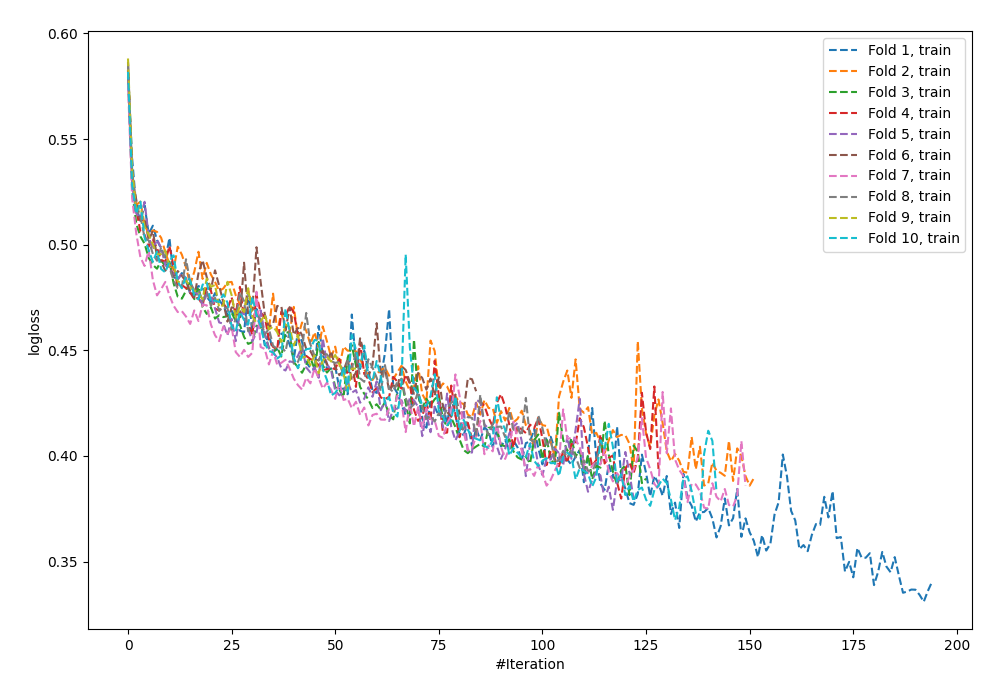 0.60
0.55
0.50
0.45
0.40
0.35
logloss
0
25
50
75
100
125
150
175
200
#Iteration
Fold 1, train
Fold 2, train
Fold 3, train
Fold 4, train
Fold 5, train
Fold 6, train
Fold 7, train
Fold 8, train
Fold 9, train
Fold 10, train